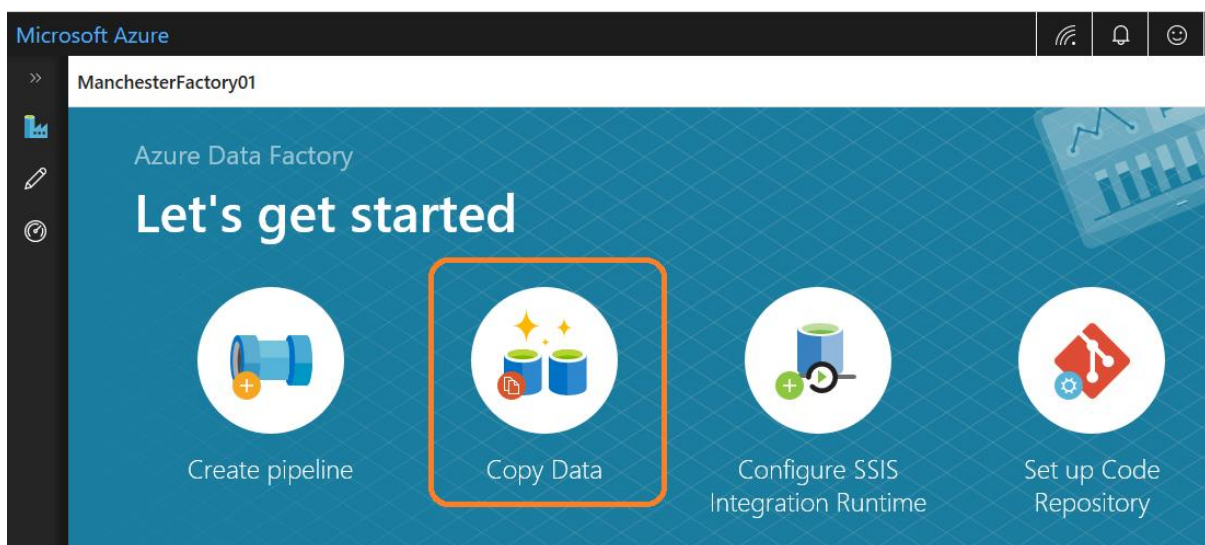 Microsoft Azure
ManchesterFactory01
Azure Data Factory
Let's get started
Create pipeline
Copy Data
Configure SSIS
Integration Runtime
Set up Code
Repository